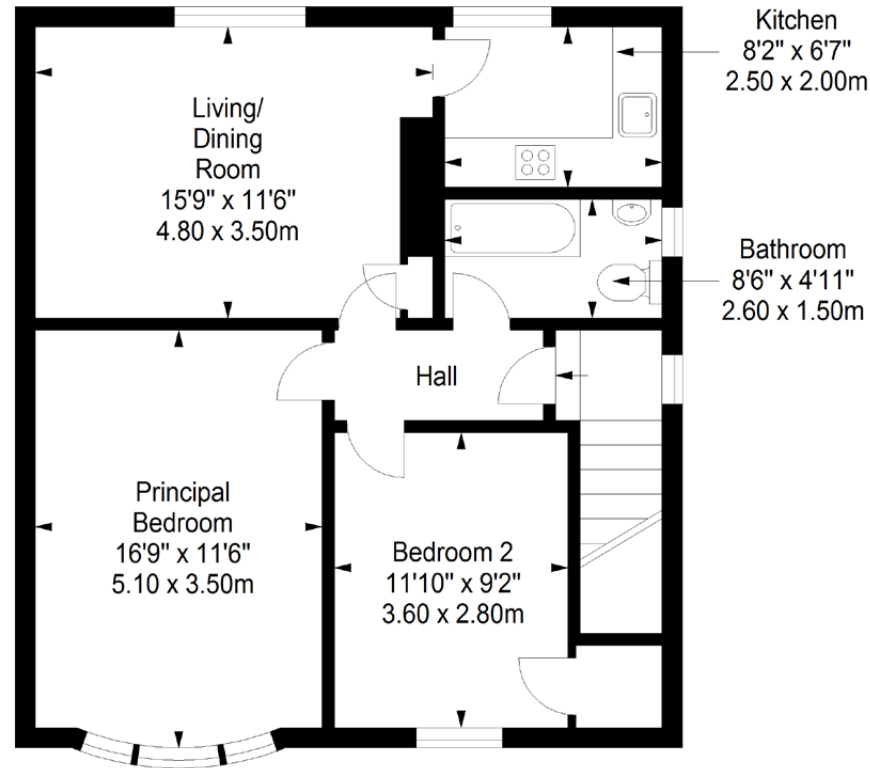 Kitchen
8'2" x 6'7"
2.50 x 2.00m
Living/
Dining
Room
15'9" x 11'6"
4.80 x 3.50m
Bathroom
8'6" x 4'11"
2.60 x 1.50m
Hall
Principal
Bedroom
16'9" x 11'6"
5.10 x 3.50m
Bedroom 2
11'10" x 9'2"
3.60 x 2.80m